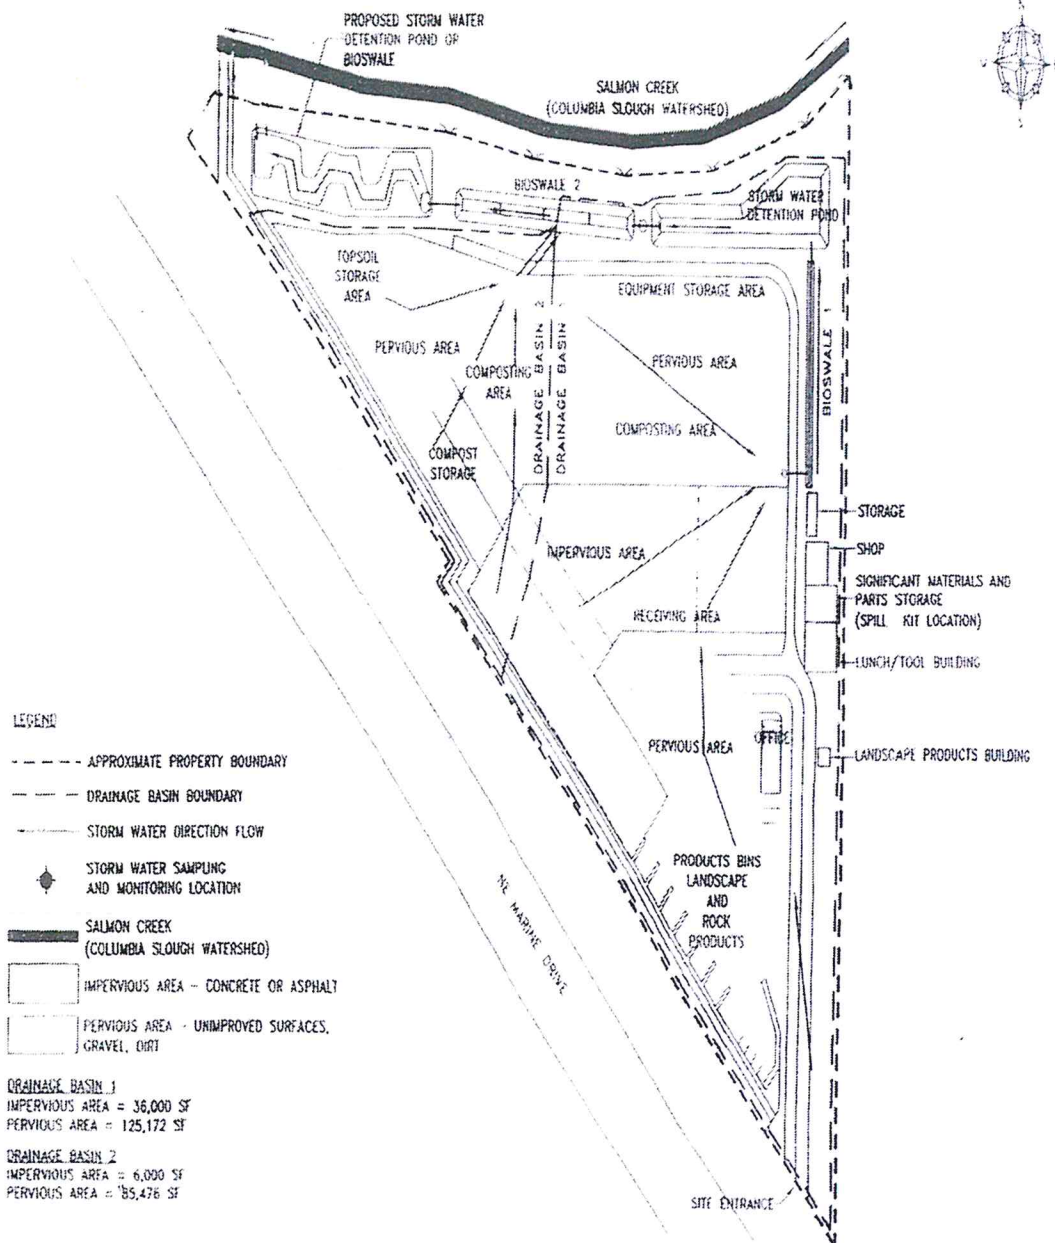 PROPOSED STORM WATER
DETENTION POND OR
BIOSWALE
SALMON CREEK
(COLUMBIA SLOUGH WATERSHED)
BIOSWALE 2
STORM WATER
DETENTION POND
TOPSOIL
STORAGE
AREA
EQUIPMENT STORAGE AREA
PERVIOUS AREA
COMPOSTING
AREA
DRAINAGE BASIN 2
DRAINAGE BASIN 1
PERVIOUS AREA
BIOSWALE 1
COMPOSTING AREA
COMPOST
STORAGE
STORAGE
IMPERVIOUS AREA
SHOP
SIGNIFICANT MATERIALS AND
PARTS STORAGE
(SPILL KIT LOCATION)
RECEIVING AREA
LUNCH/TOOL BUILDING
PERVIOUS AREA
OFFICE
LANDSCAPE PRODUCTS BUILDING
PRODUCTS BINS
LANDSCAPE
AND
ROCK
PRODUCTS
NE MARINE DRIVE
SITE ENTRANCE
LEGEND
APPROXIMATE PROPERTY BOUNDARY
DRAINAGE BASIN BOUNDARY
STORM WATER DIRECTION FLOW
STORM WATER SAMPLING
AND MONITORING LOCATION
SALMON CREEK
(COLUMBIA SLOUGH WATERSHED)
IMPERVIOUS AREA - CONCRETE OR ASPHALT
PERVIOUS AREA - UNIMPROVED SURFACES,
GRAVEL, DIRT
DRAINAGE BASIN 1
IMPERVIOUS AREA = 36,000 SF
PERVIOUS AREA = 125,172 SF
DRAINAGE BASIN 2
IMPERVIOUS AREA = 6,000 SF
PERVIOUS AREA = 85,476 SF